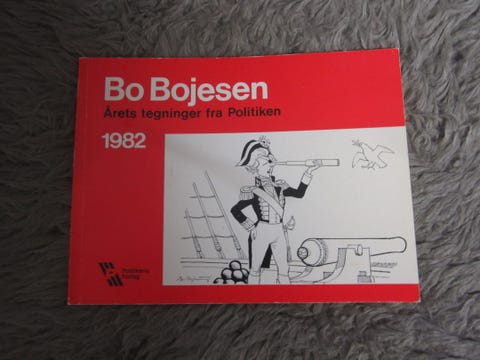 Bo Bojesen
Årets tegninger fra Politiken
1982
Politikens
Forlag